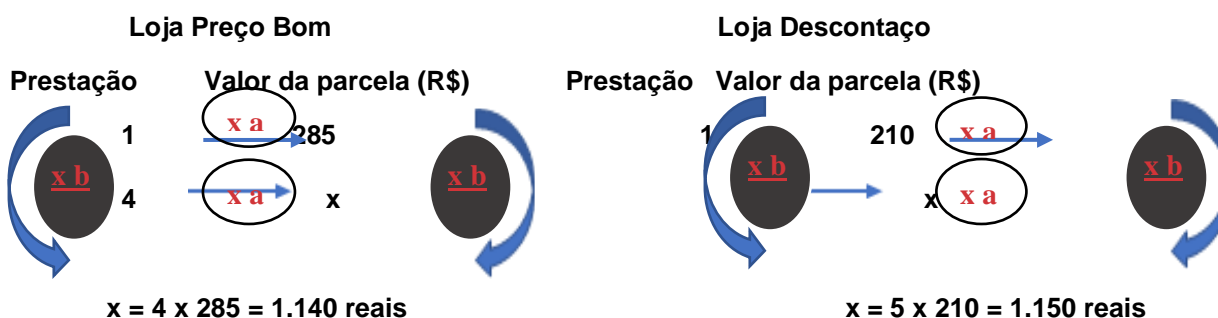 Loja Preço Bom Loja Descontaço
Prestação Valor da parcela (R$) Prestação Valor da parcela (R$)
1 x a 285 1 210 x a
x b x b x b x b
4 x a x x x a
x = 4 x 285 = 1.140 reais x = 5 x 210 = 1.150 reais